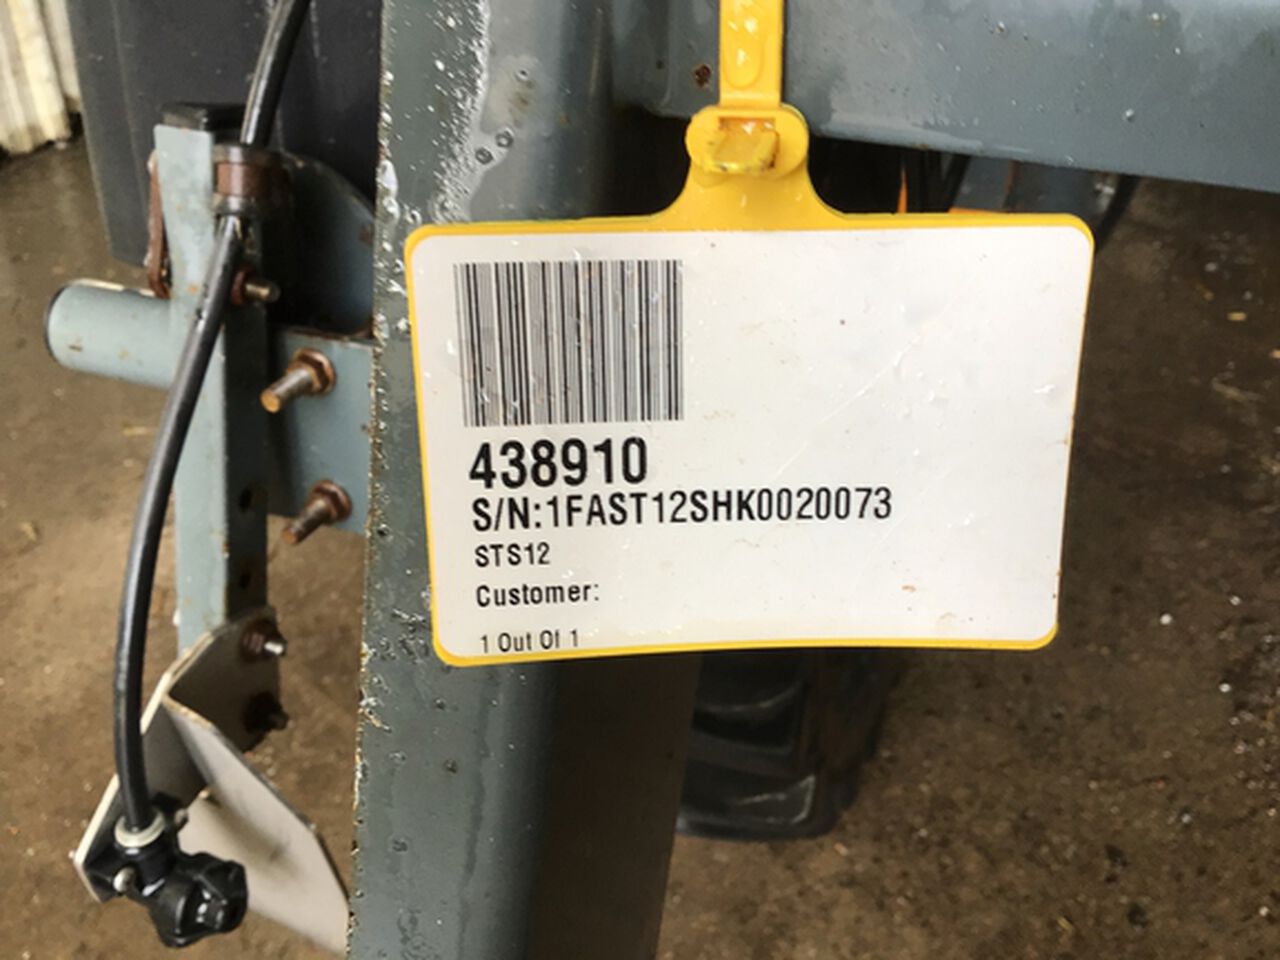 438910
S/N:1FAST12SHK0020073
STS12
Customer:
1 Out Of 1